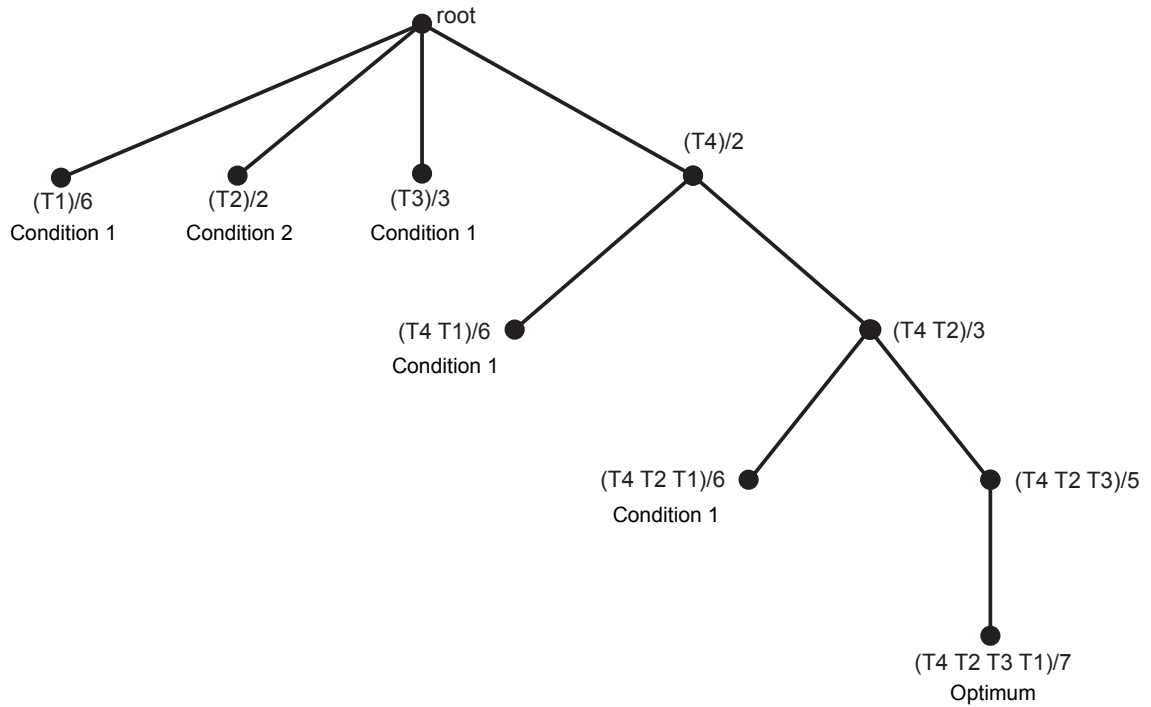 root
(T4)/2
(T1)/6
Condition 1
(T2)/2
Condition 2
(T3)/3
Condition 1
(T4 T1)/6
Condition 1
(T4 T2)/3
(T4 T2 T1)/6
Condition 1
(T4 T2 T3)/5
(T4 T2 T3 T1)/7
Optimum